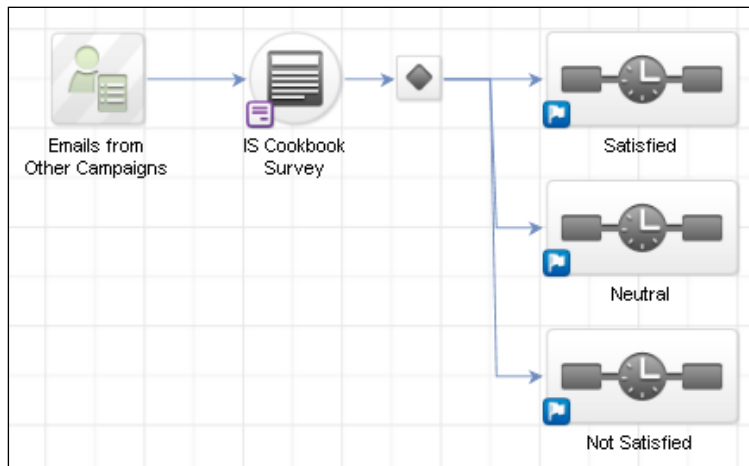 Emails from
Other Campaigns
IS Cookbook
Survey
Satisfied
Neutral
Not Satisfied